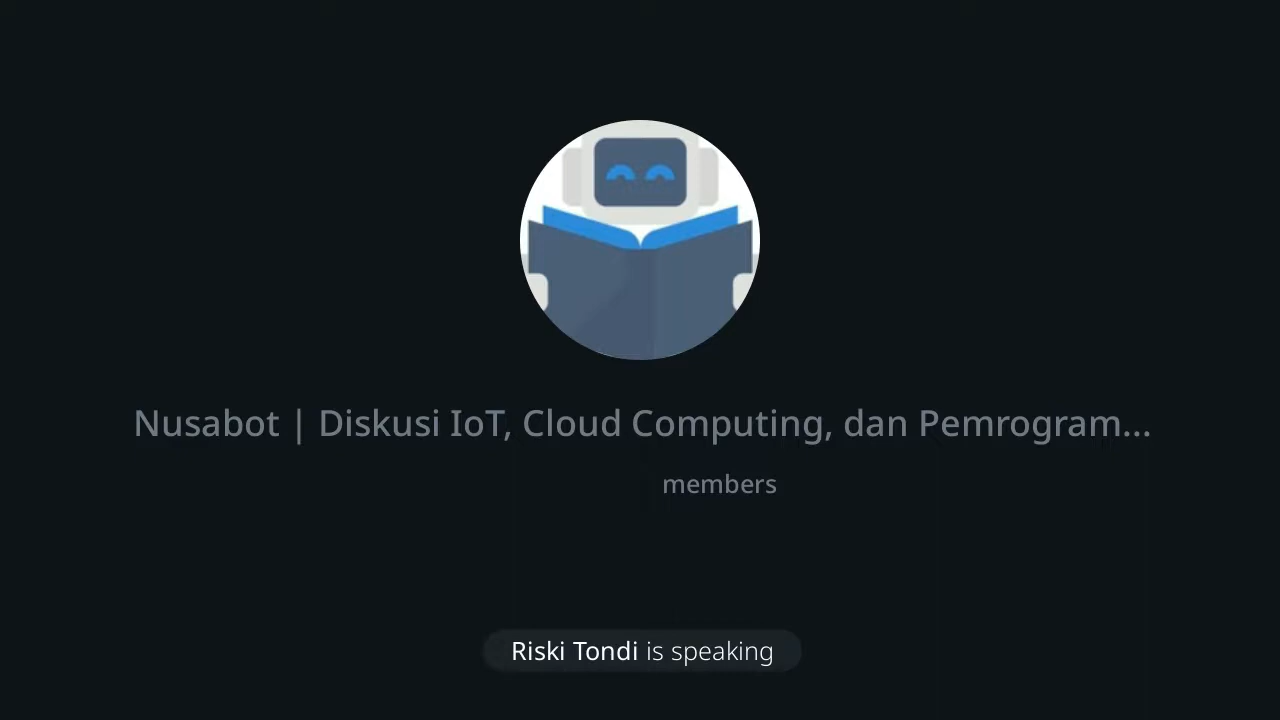 Nusabot | Diskusi IoT, Cloud Computing, dan Pemrogram...
members
Riski Tondi is speaking